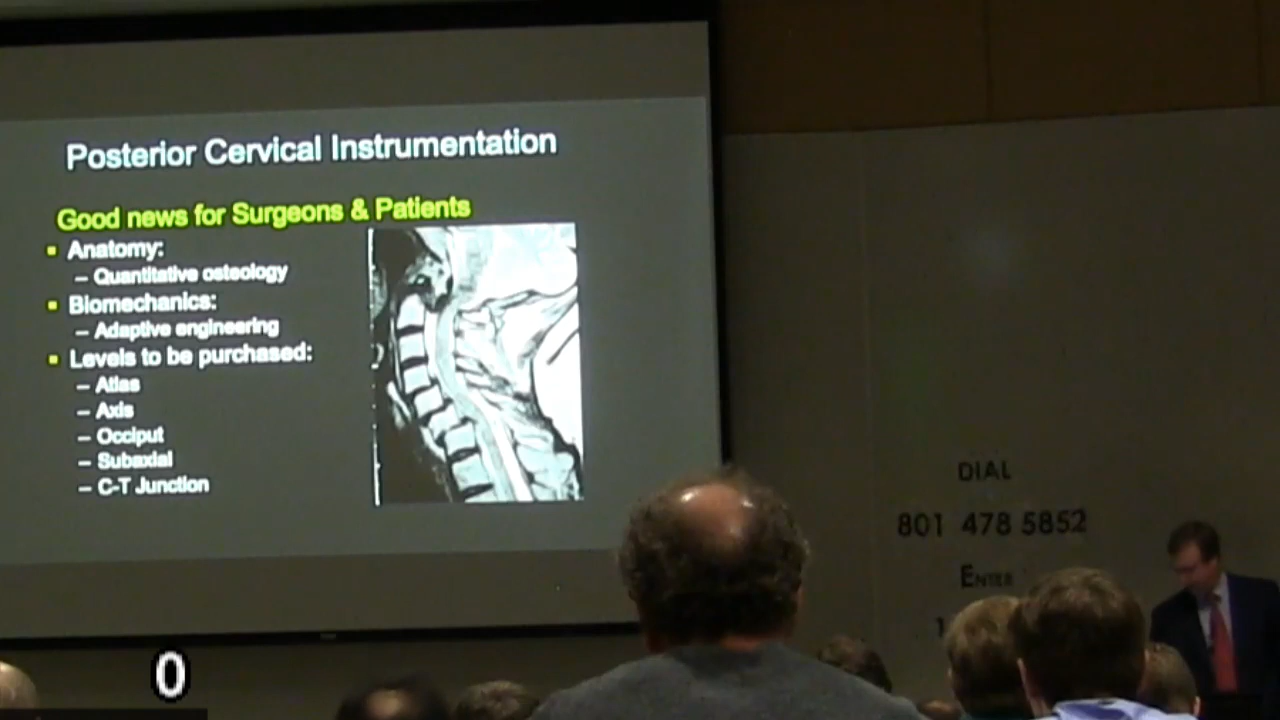 Posterior Cervical Instrumentation
Good news for Surgeons & Patients
▪ Anatomy:
– Quantitative osteology
▪ Biomechanics:
– Adaptive engineering
▪ Levels to be purchased:
– Atlas
– Axis
– Occiput
– Subaxial
– C-T Junction
DIAL
801 478 5852
ENTER
1
0